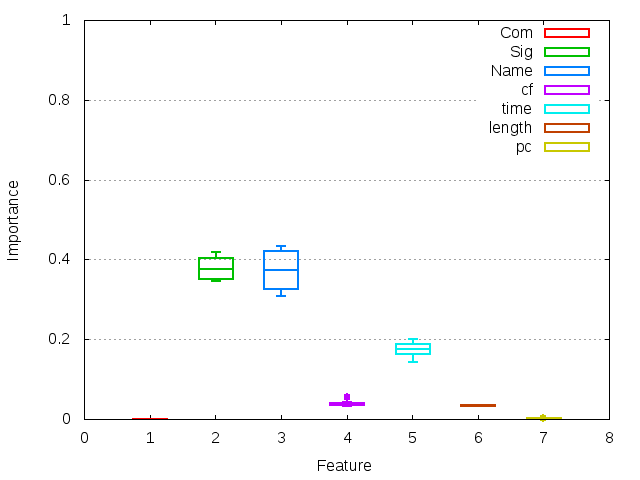 1
0.8
0.6
0.4
0.2
0
Importance
Com
Sig
Name
cf
time
length
pc
0 1 2 3 4 5 6 7 8
Feature